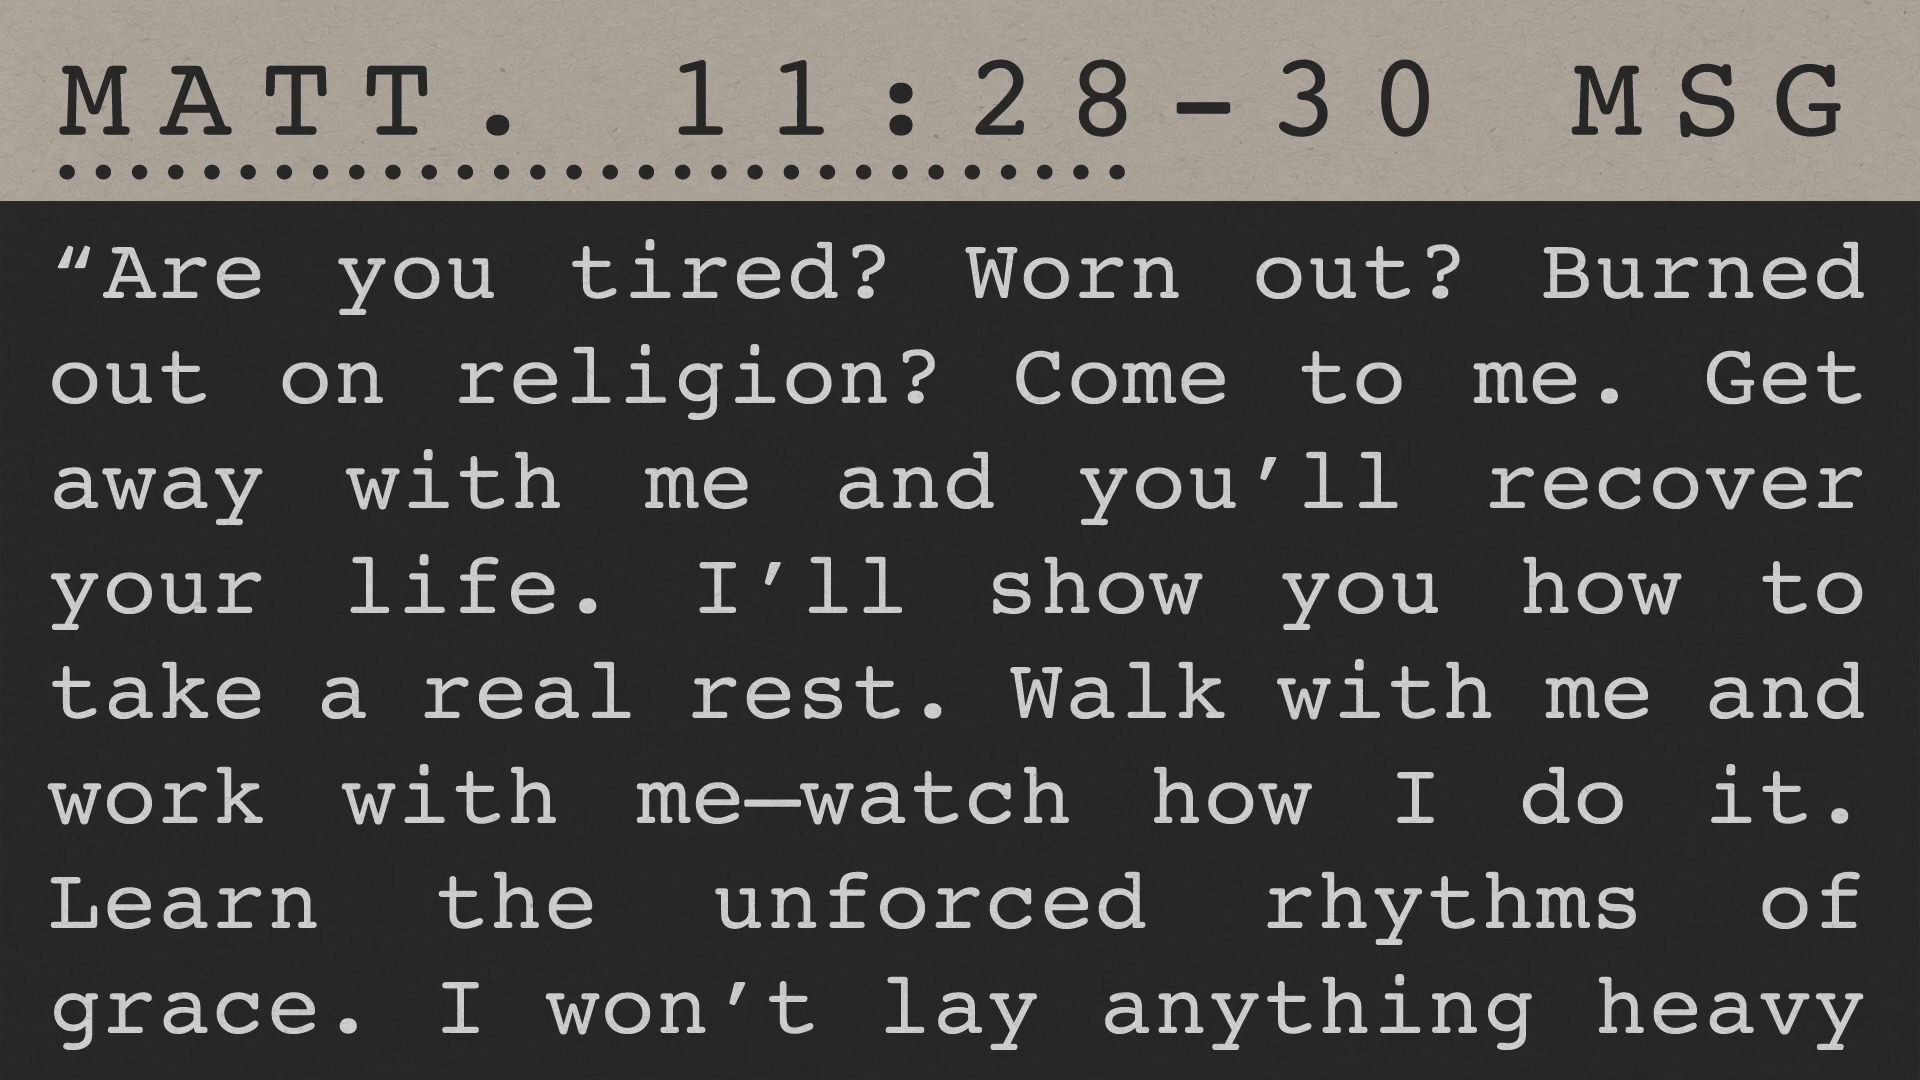 MATT. 11:28-30 MSG
“Are you tired? Worn out? Burned
out on religion? Come to me. Get
away with me and you’ll recover
your life. I’ll show you how to
take a real rest. Walk with me and
work with me—watch how I do it.
Learn the unforced rhythms of
grace. I won’t lay anything heavy